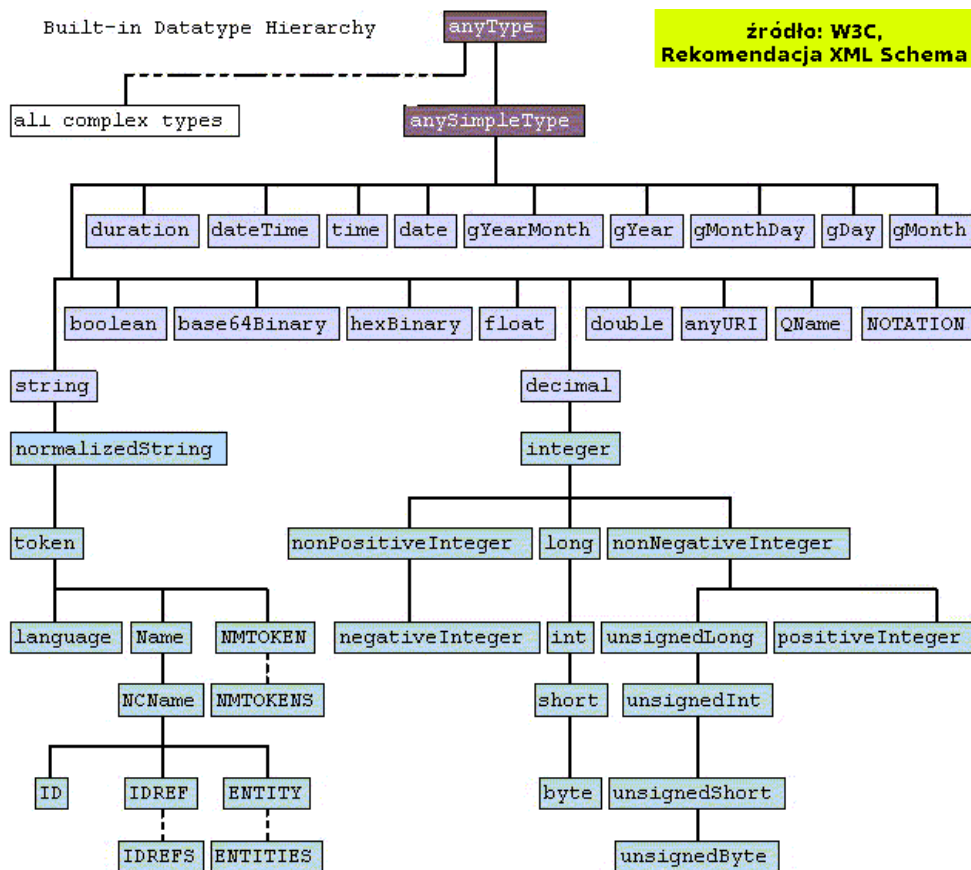 Built-in Datatype Hierarchy
anyType
źródło: W3C,
Rekomendacja XML Schema
all complex types
anySimpleType
duration
dateTime
time
date
gYearMonth
gYear
gMonthDay
gDay
gMonth
boolean
base64Binary
hexBinary
float
double
anyURI
QName
NOTATION
string
decimal
normalizedString
integer
token
nonPositiveInteger
long
nonNegativeInteger
language
Name
NMTOKEN
negativeInteger
int
unsignedLong
positiveInteger
NCName
NMTOKENS
short
unsignedInt
ID
IDREF
ENTITY
byte
unsignedShort
IDREFS
ENTITIES
unsignedByte